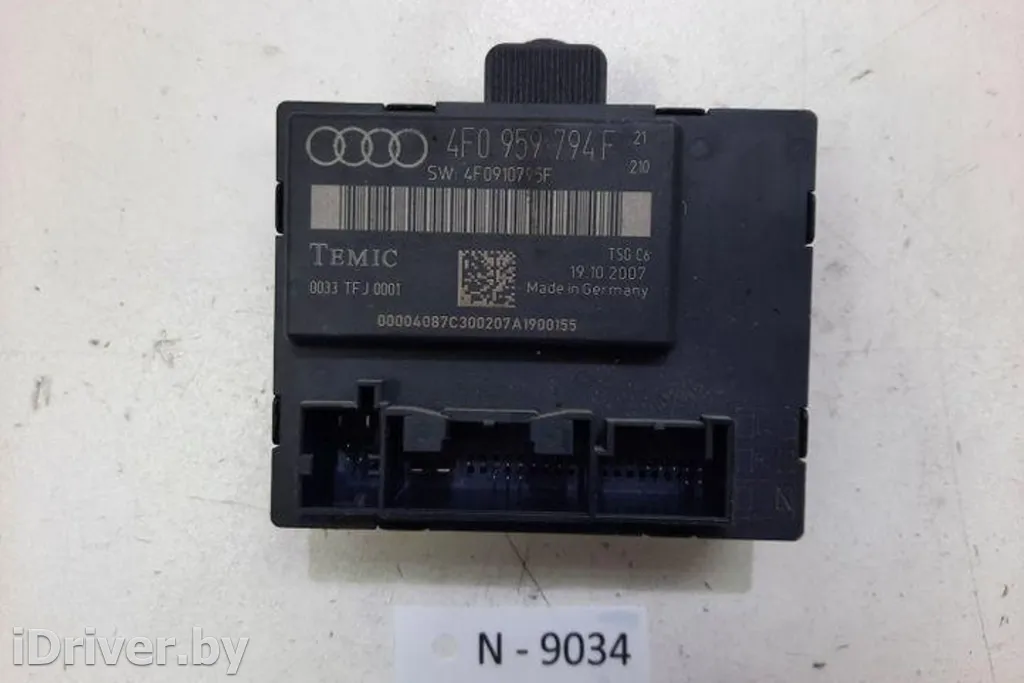 4F0 959 794 F 21
SW: 4F0910795F 210
TEMIC
TSG C6
19.10.2007
0033 TFJ 0001
Made in Germany
00004087C300207A1900155
N
iDriver.by
N - 9034